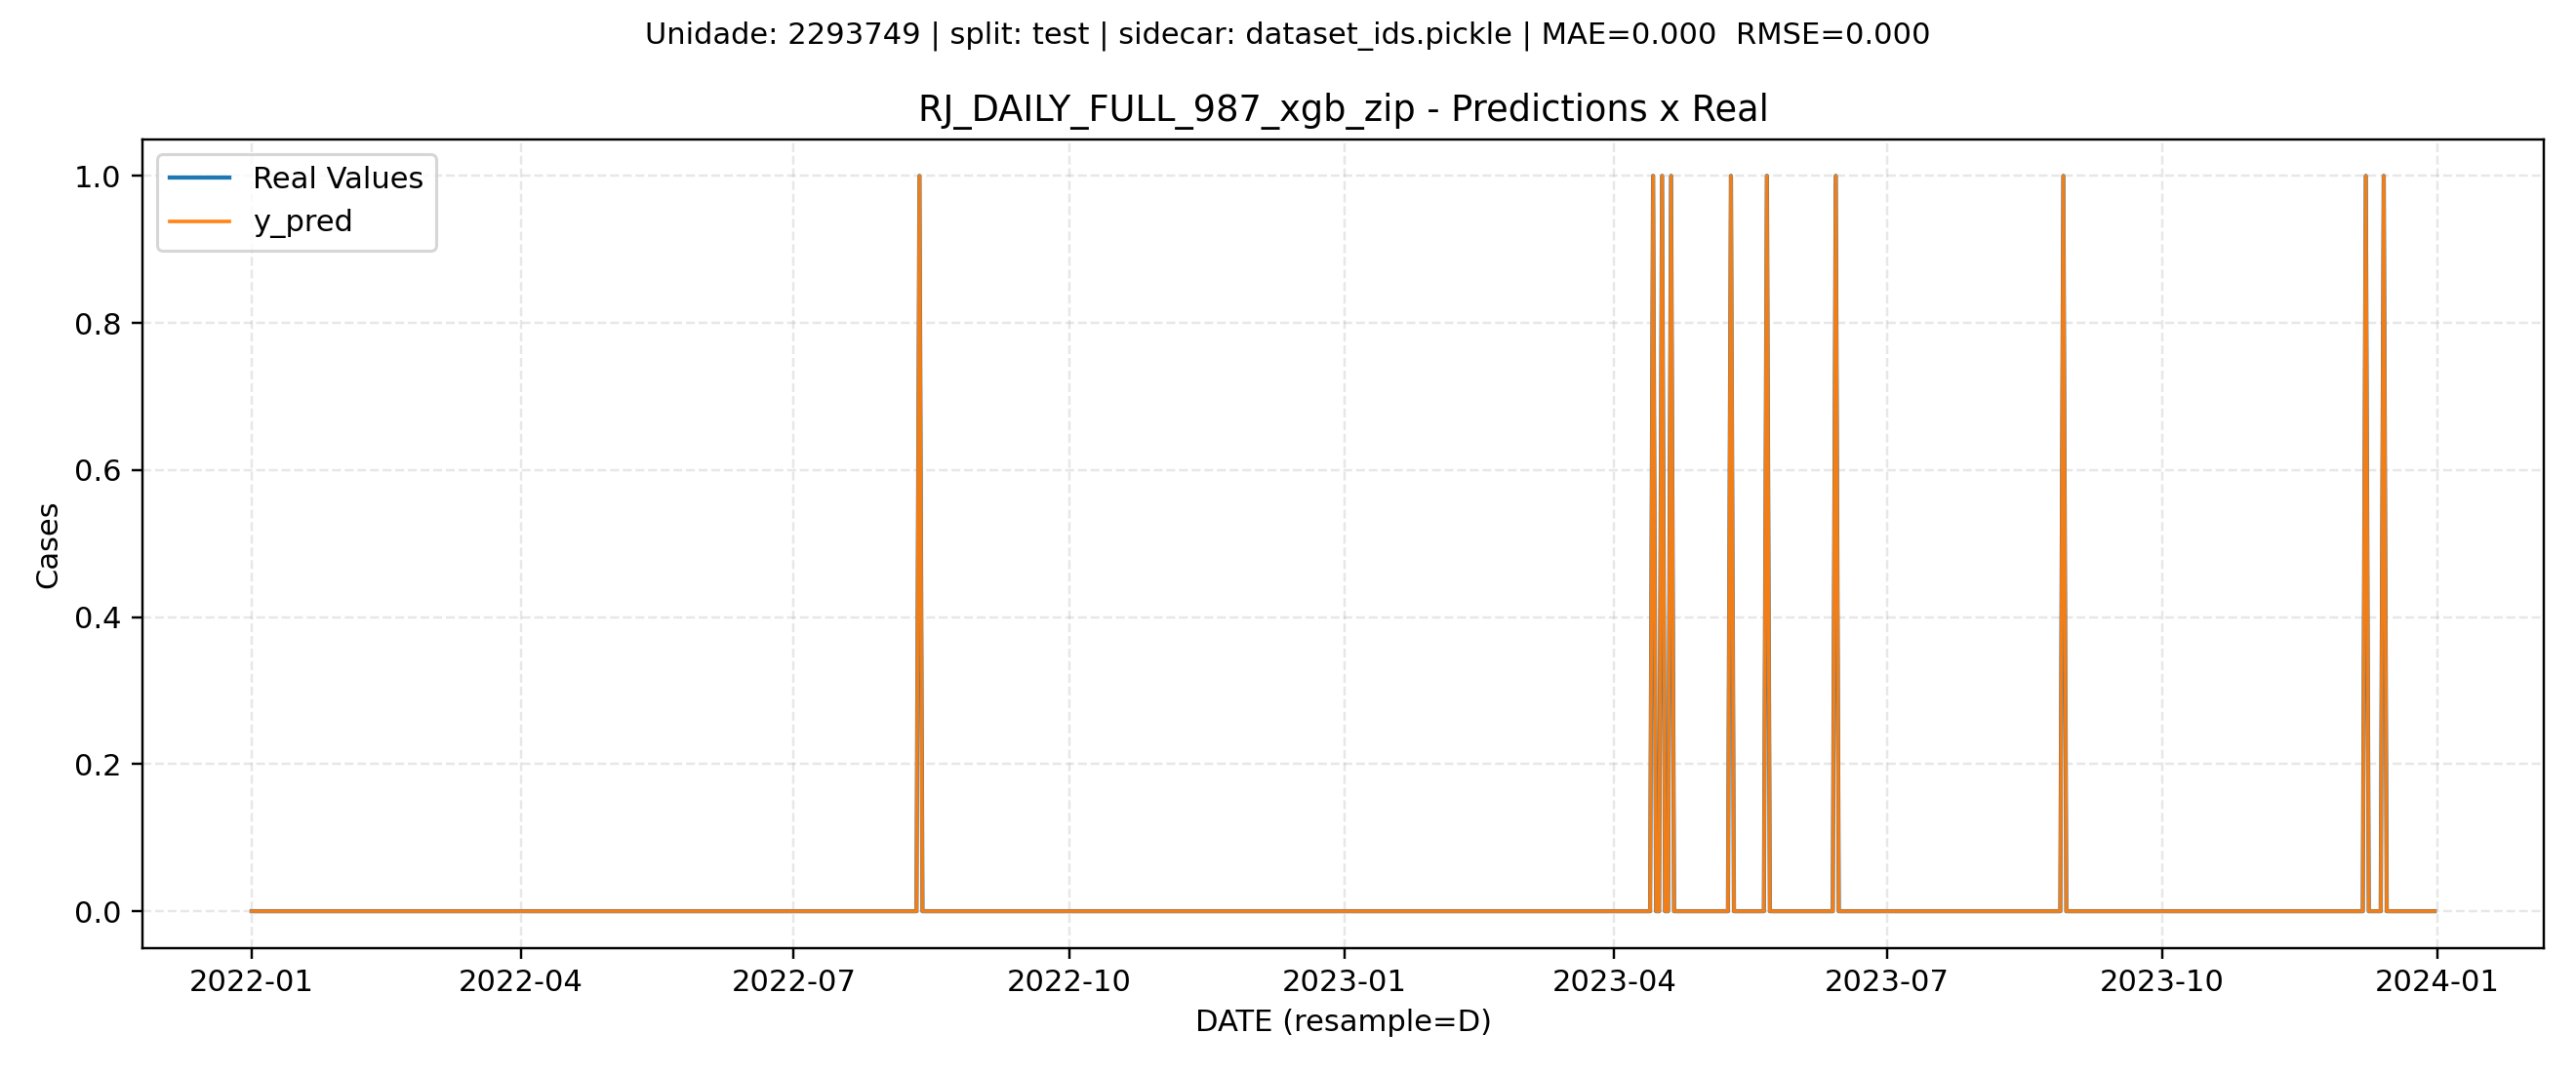 Unidade: 2293749 | split: test | sidecar: dataset_ids.pickle | MAE=0.000  RMSE=0.000
RJ_DAILY_FULL_987_xgb_zip - Predictions x Real
Real Values
y_pred
1.0
0.8
0.6
0.4
0.2
0.0
Cases
2022-01 2022-04 2022-07 2022-10 2023-01 2023-04 2023-07 2023-10 2024-01
DATE (resample=D)